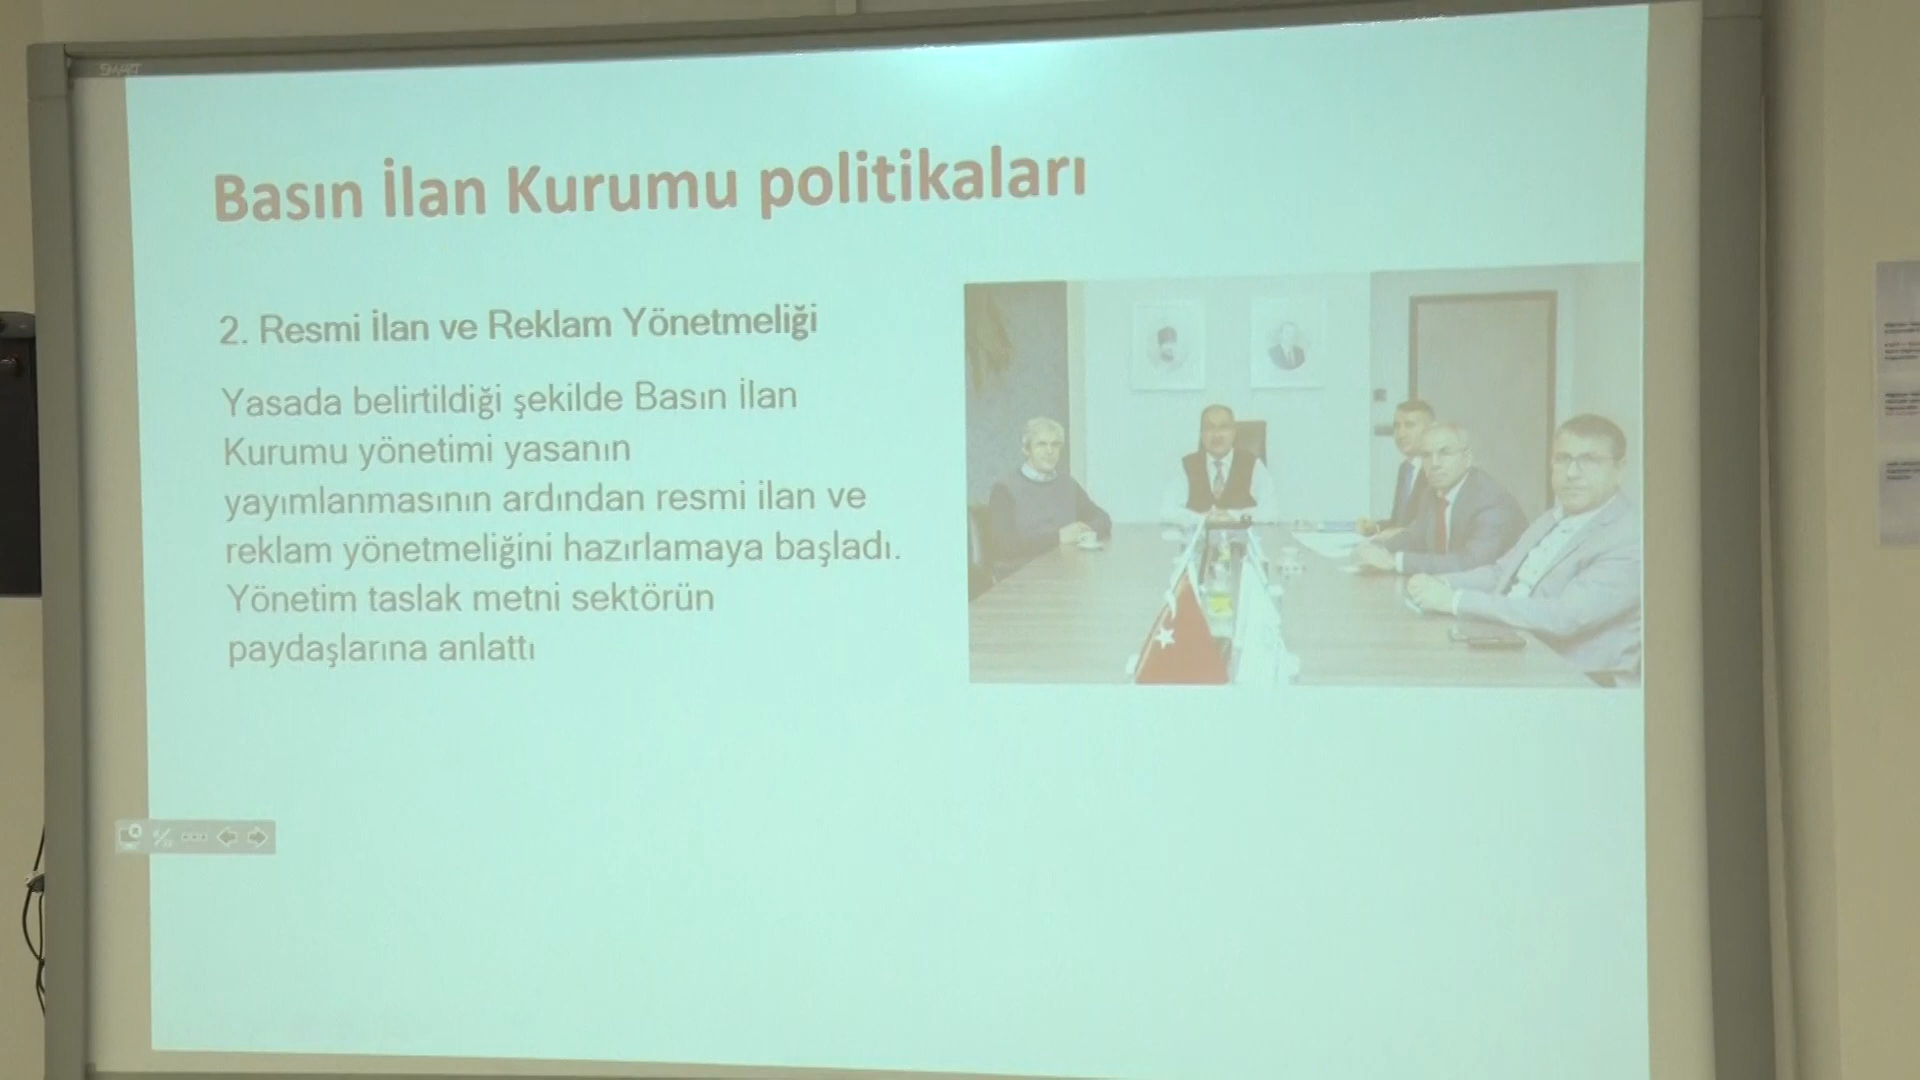 SMART
Basın İlan Kurumu politikaları
2. Resmi İlan ve Reklam Yönetmeliği
Yasada belirtildiği şekilde Basın İlan
Kurumu yönetimi yasanın
yayımlanmasının ardından resmi ilan ve
reklam yönetmeliğini hazırlamaya başladı.
Yönetim taslak metni sektörün
paydaşlarına anlattı